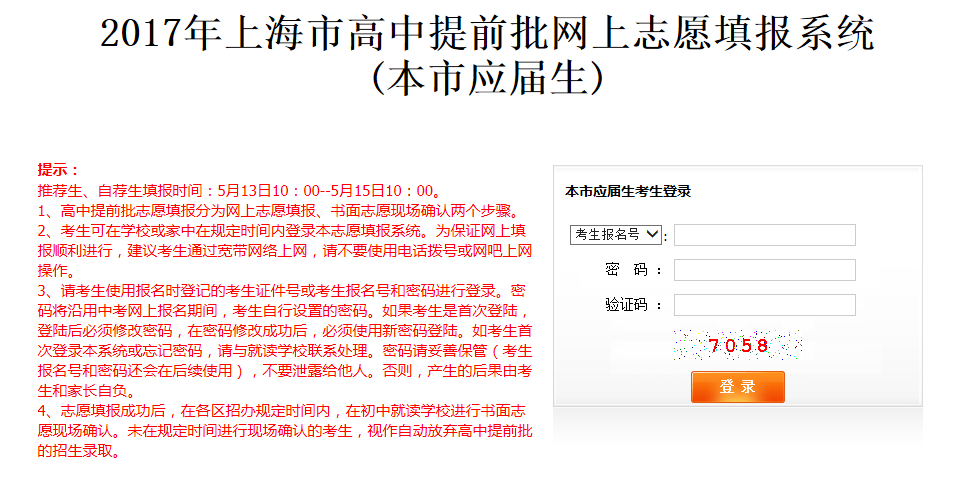 2017年上海市高中提前批网上志愿填报系统
(本市应届生)
提示：
推荐生、自荐生填报时间：5月13日10：00--5月15日10：00。
1、高中提前批志愿填报分为网上志愿填报、书面志愿现场确认两个步骤。
2、考生可在学校或家中在规定时间内登录本志愿填报系统。为保证网上填
报顺利进行，建议考生通过宽带网络上网，请不要使用电话拨号或网吧上网
操作。
3、请考生使用报名时登记的考生证件号或考生报名号和密码进行登录。密
码将沿用中考网上报名期间，考生自行设置的密码。如果考生是首次登陆，
登陆后必须修改密码，在密码修改成功后，必须使用新密码登陆。如考生首
次登录本系统或忘记密码，请与就读学校联系处理。密码请妥善保管（考生
报名号和密码还会在后续使用），不要泄露给他人。否则，产生的后果由考
生和家长自负。
4、志愿填报成功后，在各区招办规定时间内，在初中就读学校进行书面志
愿现场确认。未在规定时间进行现场确认的考生，视作自动放弃高中提前批
的招生录取。
本市应届生考生登录
考生报名号：
密 码：
验证码：
7058
登 录